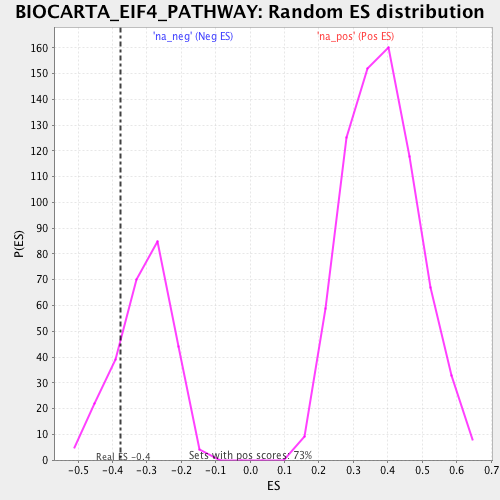 BIOCARTA_EIF4_PATHWAY: Random ES distribution
'na_neg' (Neg ES) 'na_pos' (Pos ES)
160
150
140
130
120
110
100
90
80
70
60
50
40
30
20
10
0
P(ES)
Real ES -0.4 Sets with pos scores: 73%
-0.5 -0.4 -0.3 -0.2 -0.1 0.0 0.1 0.2 0.3 0.4 0.5 0.6 0.7
ES